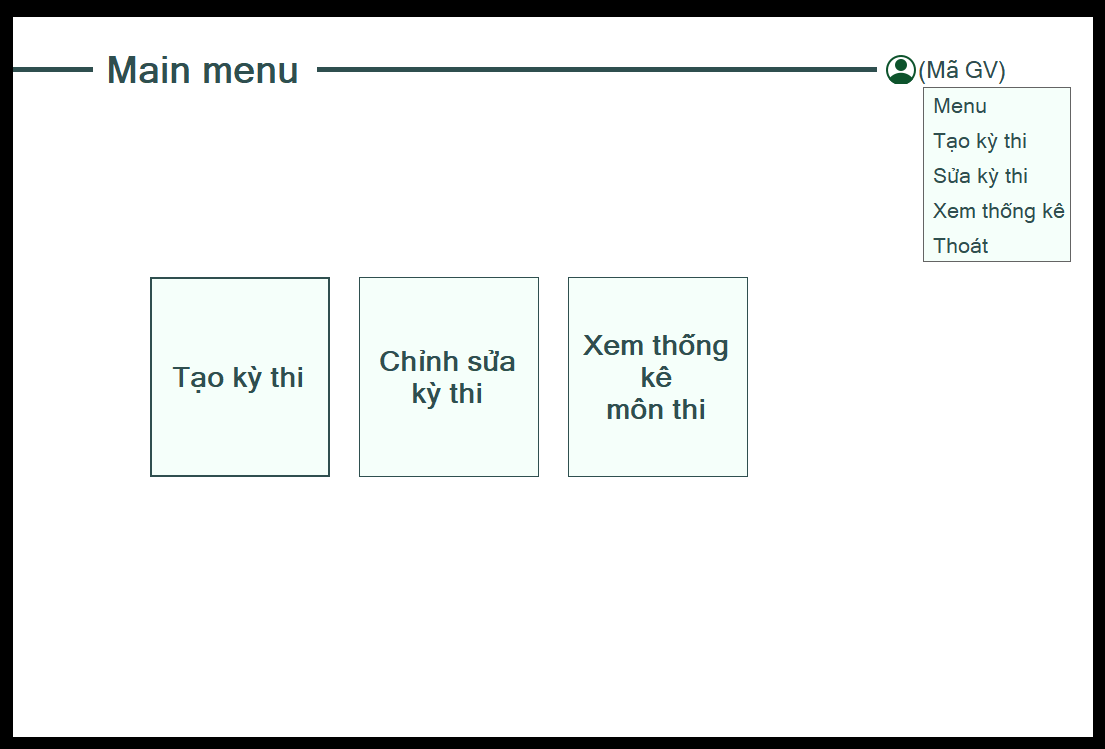 Main menu
(Mã GV)
Menu
Tạo kỳ thi
Sửa kỳ thi
Xem thống kê
Thoát
Tạo kỳ thi
Chỉnh sửa
kỳ thi
Xem thống
kê
môn thi